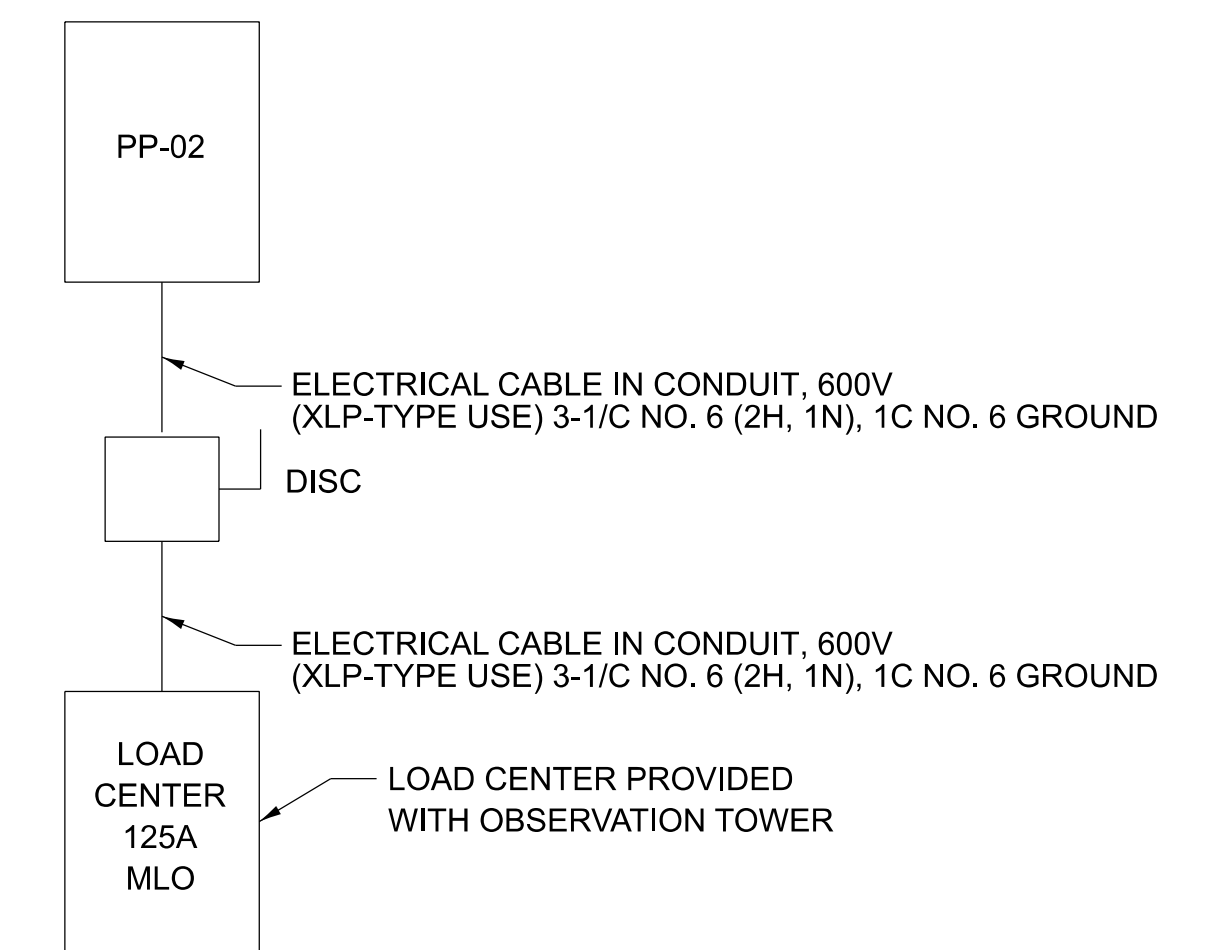 PP-02
ELECTRICAL CABLE IN CONDUIT, 600V
(XLP-TYPE USE) 3-1/C NO. 6 (2H, 1N), 1C NO. 6 GROUND
DISC
ELECTRICAL CABLE IN CONDUIT, 600V
(XLP-TYPE USE) 3-1/C NO. 6 (2H, 1N), 1C NO. 6 GROUND
LOAD
CENTER
125A
MLO
LOAD CENTER PROVIDED
WITH OBSERVATION TOWER